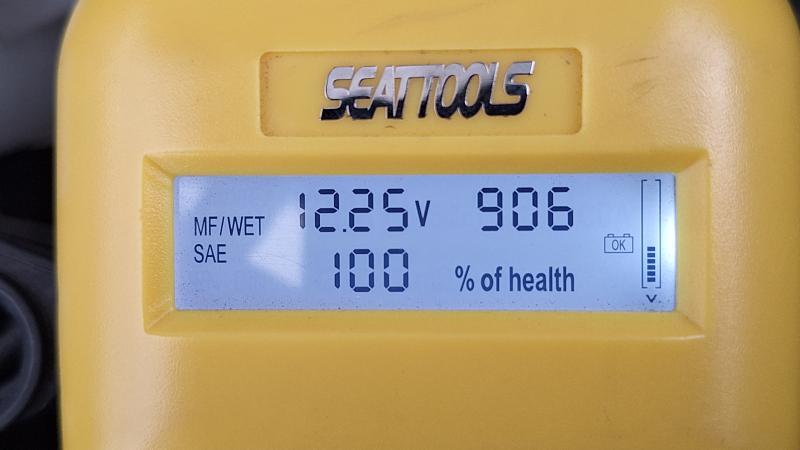 SEATTOOLS
MF/WET 12.25V 906
SAE 100 % of health
OK
V